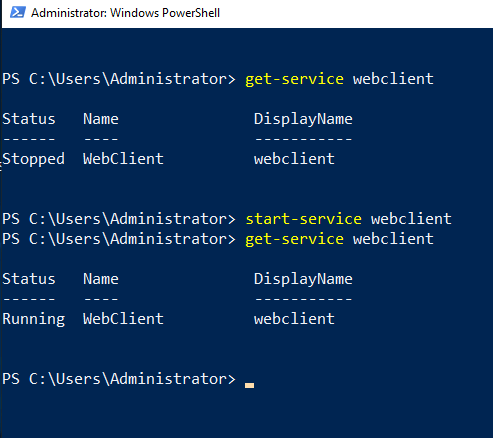 Administrator: Windows PowerShell
PS C:\Users\Administrator> get-service webclient
Status   Name               DisplayName
------   ----               -----------
Stopped  WebClient          webclient
PS C:\Users\Administrator> start-service webclient
PS C:\Users\Administrator> get-service webclient
Status   Name               DisplayName
------   ----               -----------
Running  WebClient          webclient
PS C:\Users\Administrator>